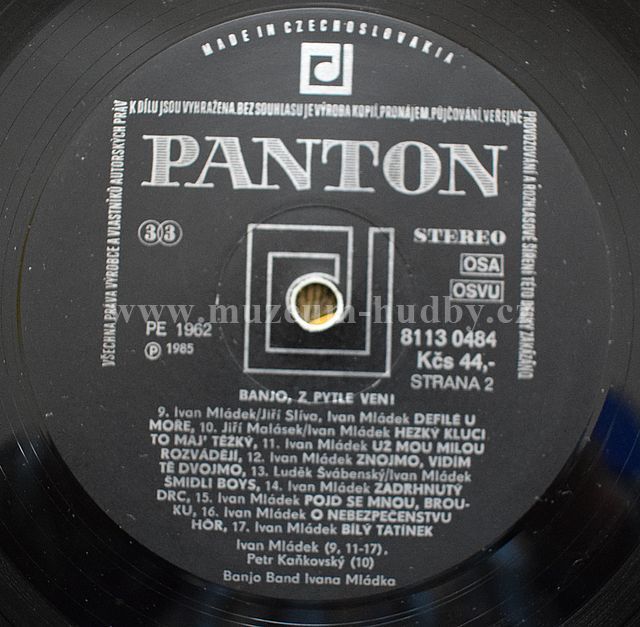 MADE IN CZECHOSLOVAKIA
VŠECHNA PRÁVA VÝROBCE A VLASTNÍKŮ AUTORSKÝCH PRÁV
K DÍLU JSOU VYHRAŽENA. BEZ SOUHLASU JE VÝROBA KOPIÍ, PRONÁJEM, PŮJČOVÁNÍ, VEŘEJNÉ
PROVOZOVÁNÍ A ROZHLASOVÉ ŠÍŘENÍ TÉTO DESKY ZAKÁZÁNO
PANTON
33
STEREO
OSA
OSVU
www.muzeum-hudby.cz
PE 1962
8113 0484
Ⓟ 1985
Kčs 44,-
STRANA 2
BANJO, Z PYTLE VEN!
9. Ivan Mládek/Jiří Slíva, Ivan Mládek DEFILÉ U
MOŘE, 10. Jiří Malásek/Ivan Mládek HEZKÝ KLUCI
TO MAJ' TĚŽKÝ, 11. Ivan Mládek UŽ MOU MILOU
ROZVÁDĚJÍ, 12. Ivan Mládek ZNOJMO, VIDÍM
TĚ DVOJMO, 13. Luděk Švábenský/Ivan Mládek
ŠMIDLI BOYS, 14. Ivan Mládek ZADRHNUTÝ
DRC, 15. Ivan Mládek POJĎ SE MNOU, BROU-
KU, 16. Ivan Mládek O NEBEZPEČENSTVU
HÔR, 17. Ivan Mládek BÍLÝ TATÍNEK
Ivan Mládek (9, 11-17),
Petr Kaňkovský (10)
Banjo Band Ivana Mládka